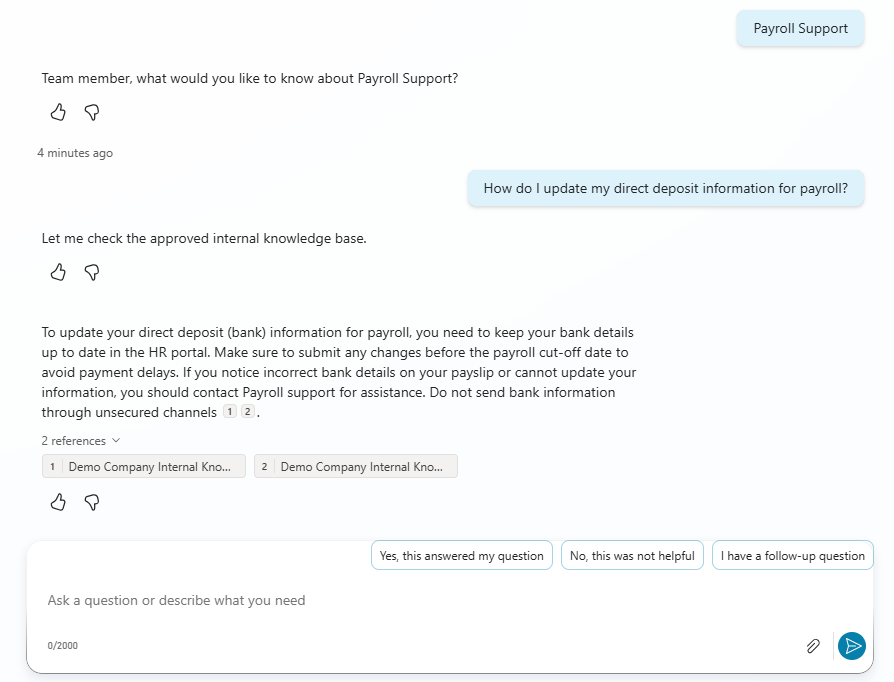 Payroll Support
Team member, what would you like to know about Payroll Support?
4 minutes ago
How do I update my direct deposit information for payroll?
Let me check the approved internal knowledge base.
To update your direct deposit (bank) information for payroll, you need to keep your bank details
up to date in the HR portal. Make sure to submit any changes before the payroll cut-off date to
avoid payment delays. If you notice incorrect bank details on your payslip or cannot update your
information, you should contact Payroll support for assistance. Do not send bank information
through unsecured channels 1 2 .
2 references
1 Demo Company Internal Kno... 2 Demo Company Internal Kno...
Yes, this answered my question No, this was not helpful I have a follow-up question
Ask a question or describe what you need
0/2000